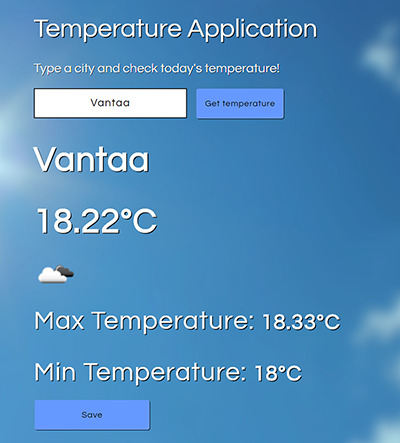 Temperature Application
Type a city and check today's temperature!
Vantaa
Get temperature
Vantaa
18.22°C
Max Temperature: 18.33°C
Min Temperature: 18°C
Save